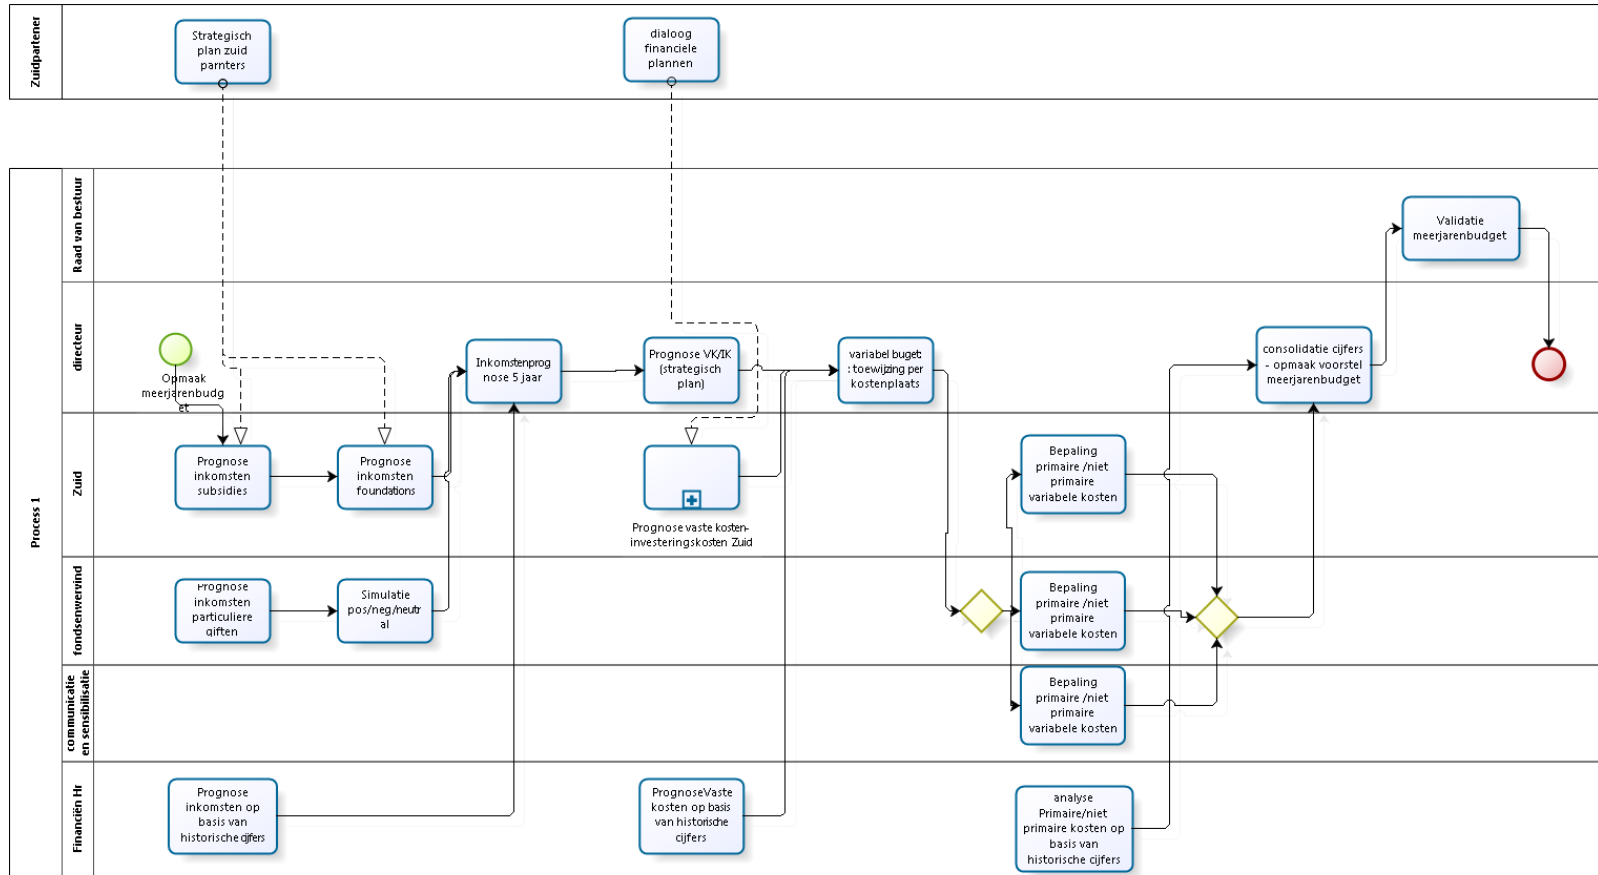 Zuidpartener
Strategisch
plan zuid
parnters
dialoog
financiele
plannen
Process 1
Raad van bestuur
Validatie
meerjarenbudget
directeur
Opmaak
meerjarenbudg
et
Inkomstenprog
nose 5 jaar
Prognose VK/IK
(strategisch
plan)
variabel buget:
: toewijzing per
kostenplaats
consolidatie cijfers
- opmaak voorstel
meerjarenbudget
Zuid
Prognose
inkomsten
subsidies
Prognose
inkomsten
foundations
Prognose vaste kosten-
investeringskosten Zuid
Bepaling
primaire /niet
primaire
variabele kosten
fondsenwervind
Prognose
inkomsten
particuliere
giften
Simulatie
pos/neg/neutr
al
Bepaling
primaire /niet
primaire
variabele kosten
communicatie
en sensibilisatie
Bepaling
primaire /niet
primaire
variabele kosten
Financiën Hr
Prognose
inkomsten op
basis van
historische cijfers
PrognoseVaste
kosten op basis
van historische
cijfers
analyse
Primaire/niet
primaire kosten op
basis van
historische cijfers